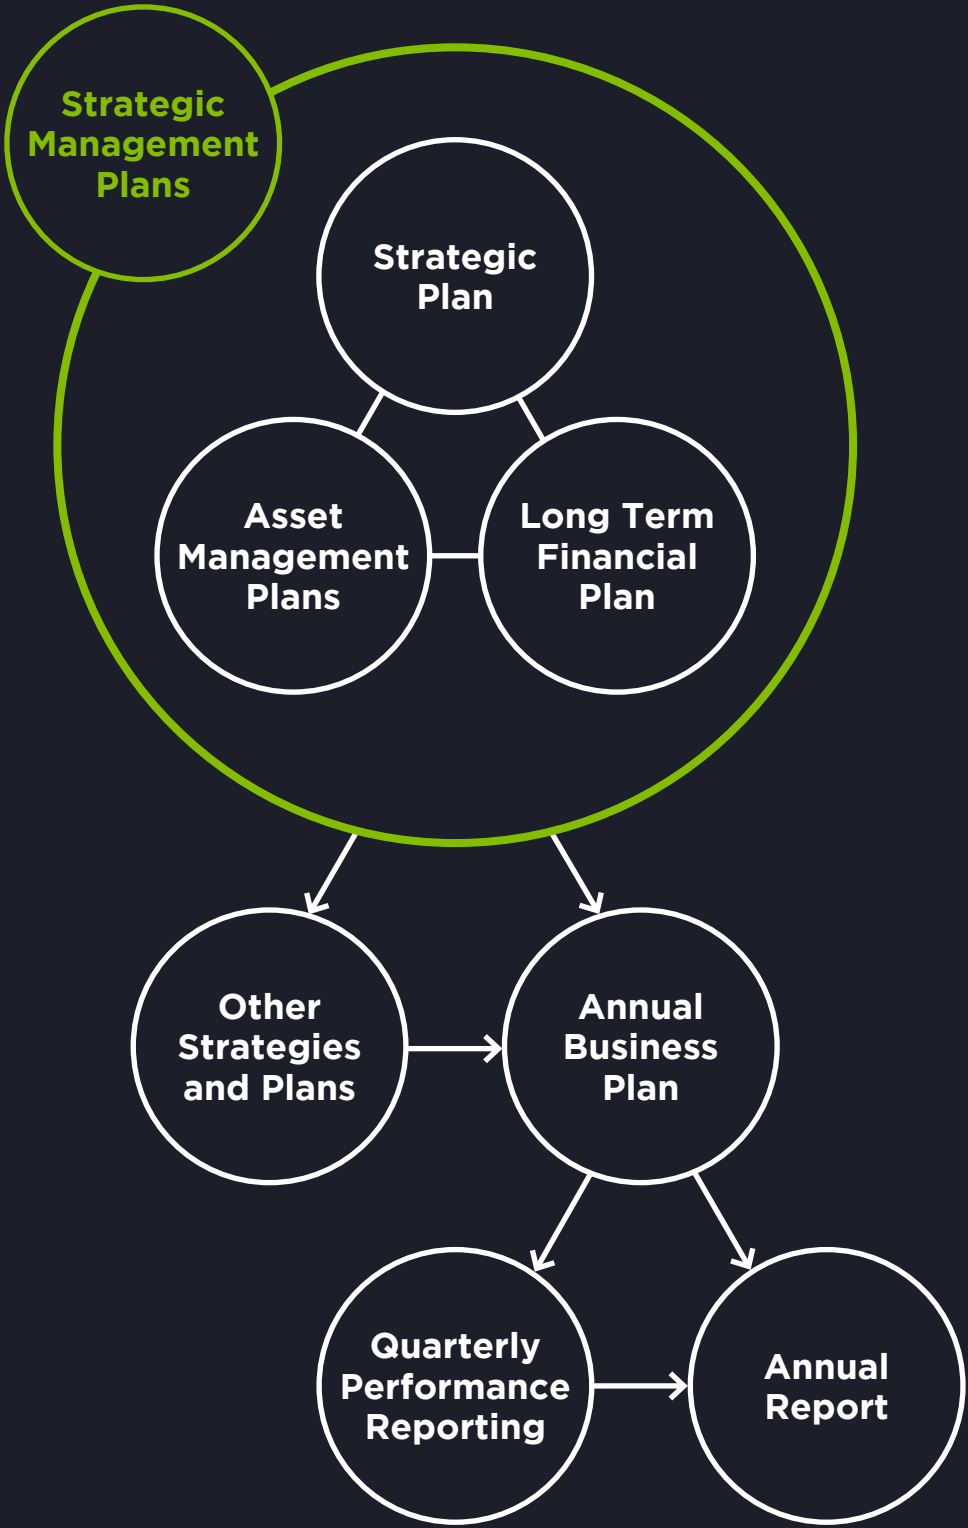 Strategic
Management
Plans
Strategic
Plan
Asset
Management
Plans
Long Term
Financial
Plan
Other
Strategies
and Plans
Annual
Business
Plan
Quarterly
Performance
Reporting
Annual
Report